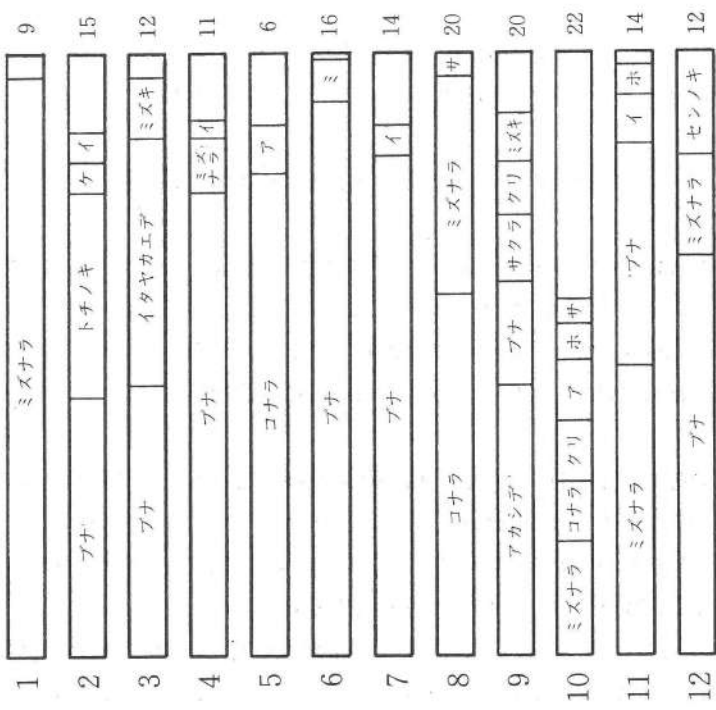 1 ミズナラ 9
2 ブナ トチノキ ケ イ 15
3 ブナ イタヤカエデ ミズキ 12
4 ブナ ミズナラ イ 11
5 コナラ ア 6
6 ブナ ミ 16
7 ブナ イ 14
8 コナラ ミズナラ サ 20
9 アカシデ ブナ サクラ クリ ミズキ 20
10 ミズナラ コナラ クリ ア ホ サ 22
11 ミズナラ ブナ イ ホ 14
12 ブナ ミズナラ センノキ 12